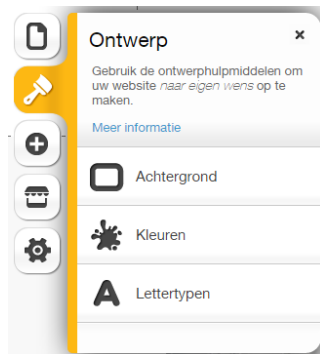 Ontwerp
Gebruik de ontwerphulpmiddelen om
uw website naar eigen wens op te
maken.
Meer informatie
Achtergrond
Kleuren
Lettertypen